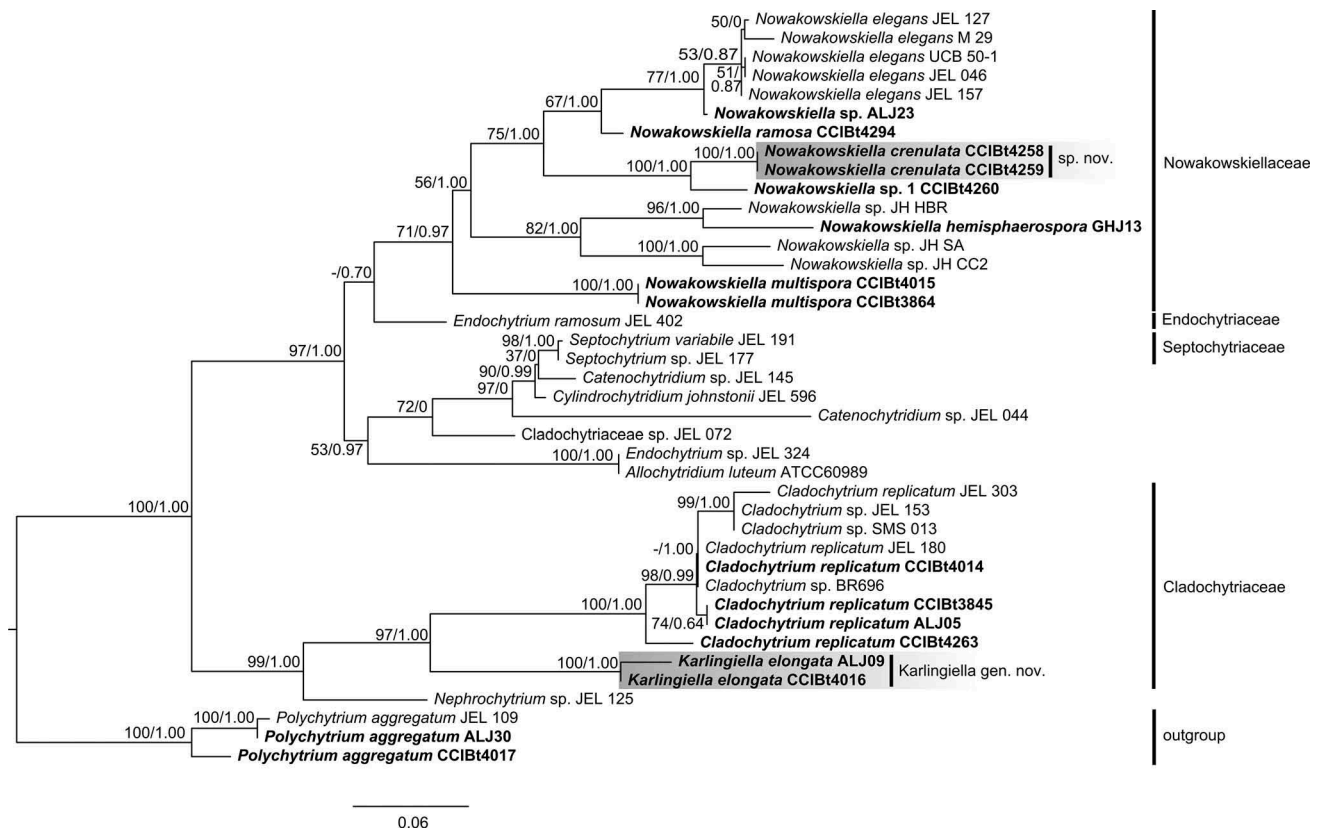 50/0
Nowakowskiella elegans JEL 127
Nowakowskiella elegans M 29
53/0.87
Nowakowskiella elegans UCB 50-1
51/
0.87
Nowakowskiella elegans JEL 046
77/1.00
Nowakowskiella elegans JEL 157
67/1.00
Nowakowskiella sp. ALJ23
75/1.00
Nowakowskiella ramosa CCIBt4294
100/1.00
Nowakowskiella crenulata CCIBt4258
Nowakowskiella crenulata CCIBt4259
sp. nov.
Nowakowskiellaceae
100/1.00
Nowakowskiella sp. 1 CCIBt4260
56/1.00
96/1.00
Nowakowskiella sp. JH HBR
Nowakowskiella hemisphaerospora GHJ13
71/0.97
82/1.00
100/1.00
Nowakowskiella sp. JH SA
Nowakowskiella sp. JH CC2
-/0.70
100/1.00
Nowakowskiella multispora CCIBt4015
Nowakowskiella multispora CCIBt3864
Endochytrium ramosum JEL 402
Endochytriaceae
97/1.00
98/1.00
Septochytrium variabile JEL 191
Septochytriaceae
37/0
Septochytrium sp. JEL 177
90/0.99
Catenochytridium sp. JEL 145
97/0
Cylindrochytridium johnstonii JEL 596
72/0
Catenochytridium sp. JEL 044
Cladochytriaceae sp. JEL 072
53/0.97
100/1.00
Endochytrium sp. JEL 324
Allochytridium luteum ATCC60989
100/1.00
99/1.00
Cladochytrium replicatum JEL 303
Cladochytrium sp. JEL 153
Cladochytrium sp. SMS 013
-/1.00
Cladochytrium replicatum JEL 180
Cladochytrium replicatum CCIBt4014
98/0.99
Cladochytrium sp. BR696
Cladochytriaceae
100/1.00
Cladochytrium replicatum CCIBt3845
74/0.64
Cladochytrium replicatum ALJ05
97/1.00
Cladochytrium replicatum CCIBt4263
99/1.00
100/1.00
Karlingiella elongata ALJ09
Karlingiella elongata CCIBt4016
Karlingiella gen. nov.
Nephrochytrium sp. JEL 125
100/1.00
Polychytrium aggregatum JEL 109
100/1.00
Polychytrium aggregatum ALJ30
outgroup
Polychytrium aggregatum CCIBt4017
0.06